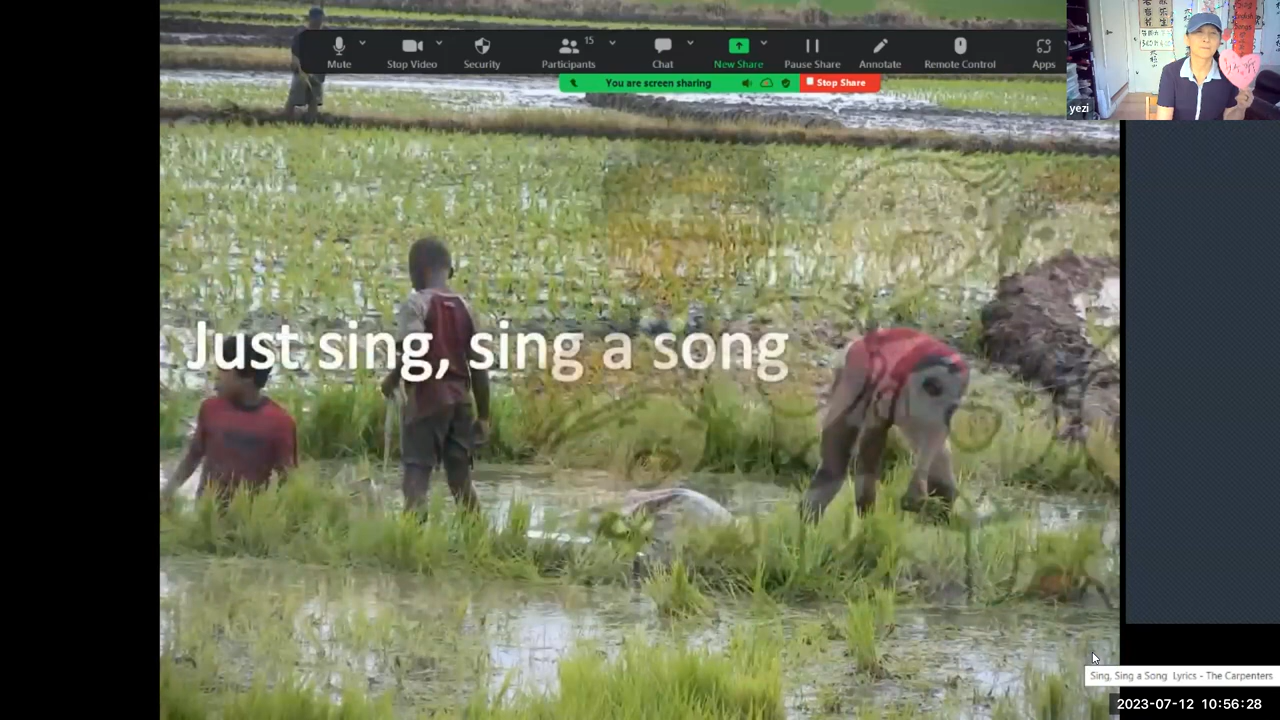 15
Mute
Stop Video
Security
Participants
Chat
New Share
Pause Share
Annotate
Remote Control
Apps
You are screen sharing
Stop Share
yezi
Just sing, sing a song
Sing, Sing a Song Lyrics - The Carpenters
2023-07-12 10:56:28